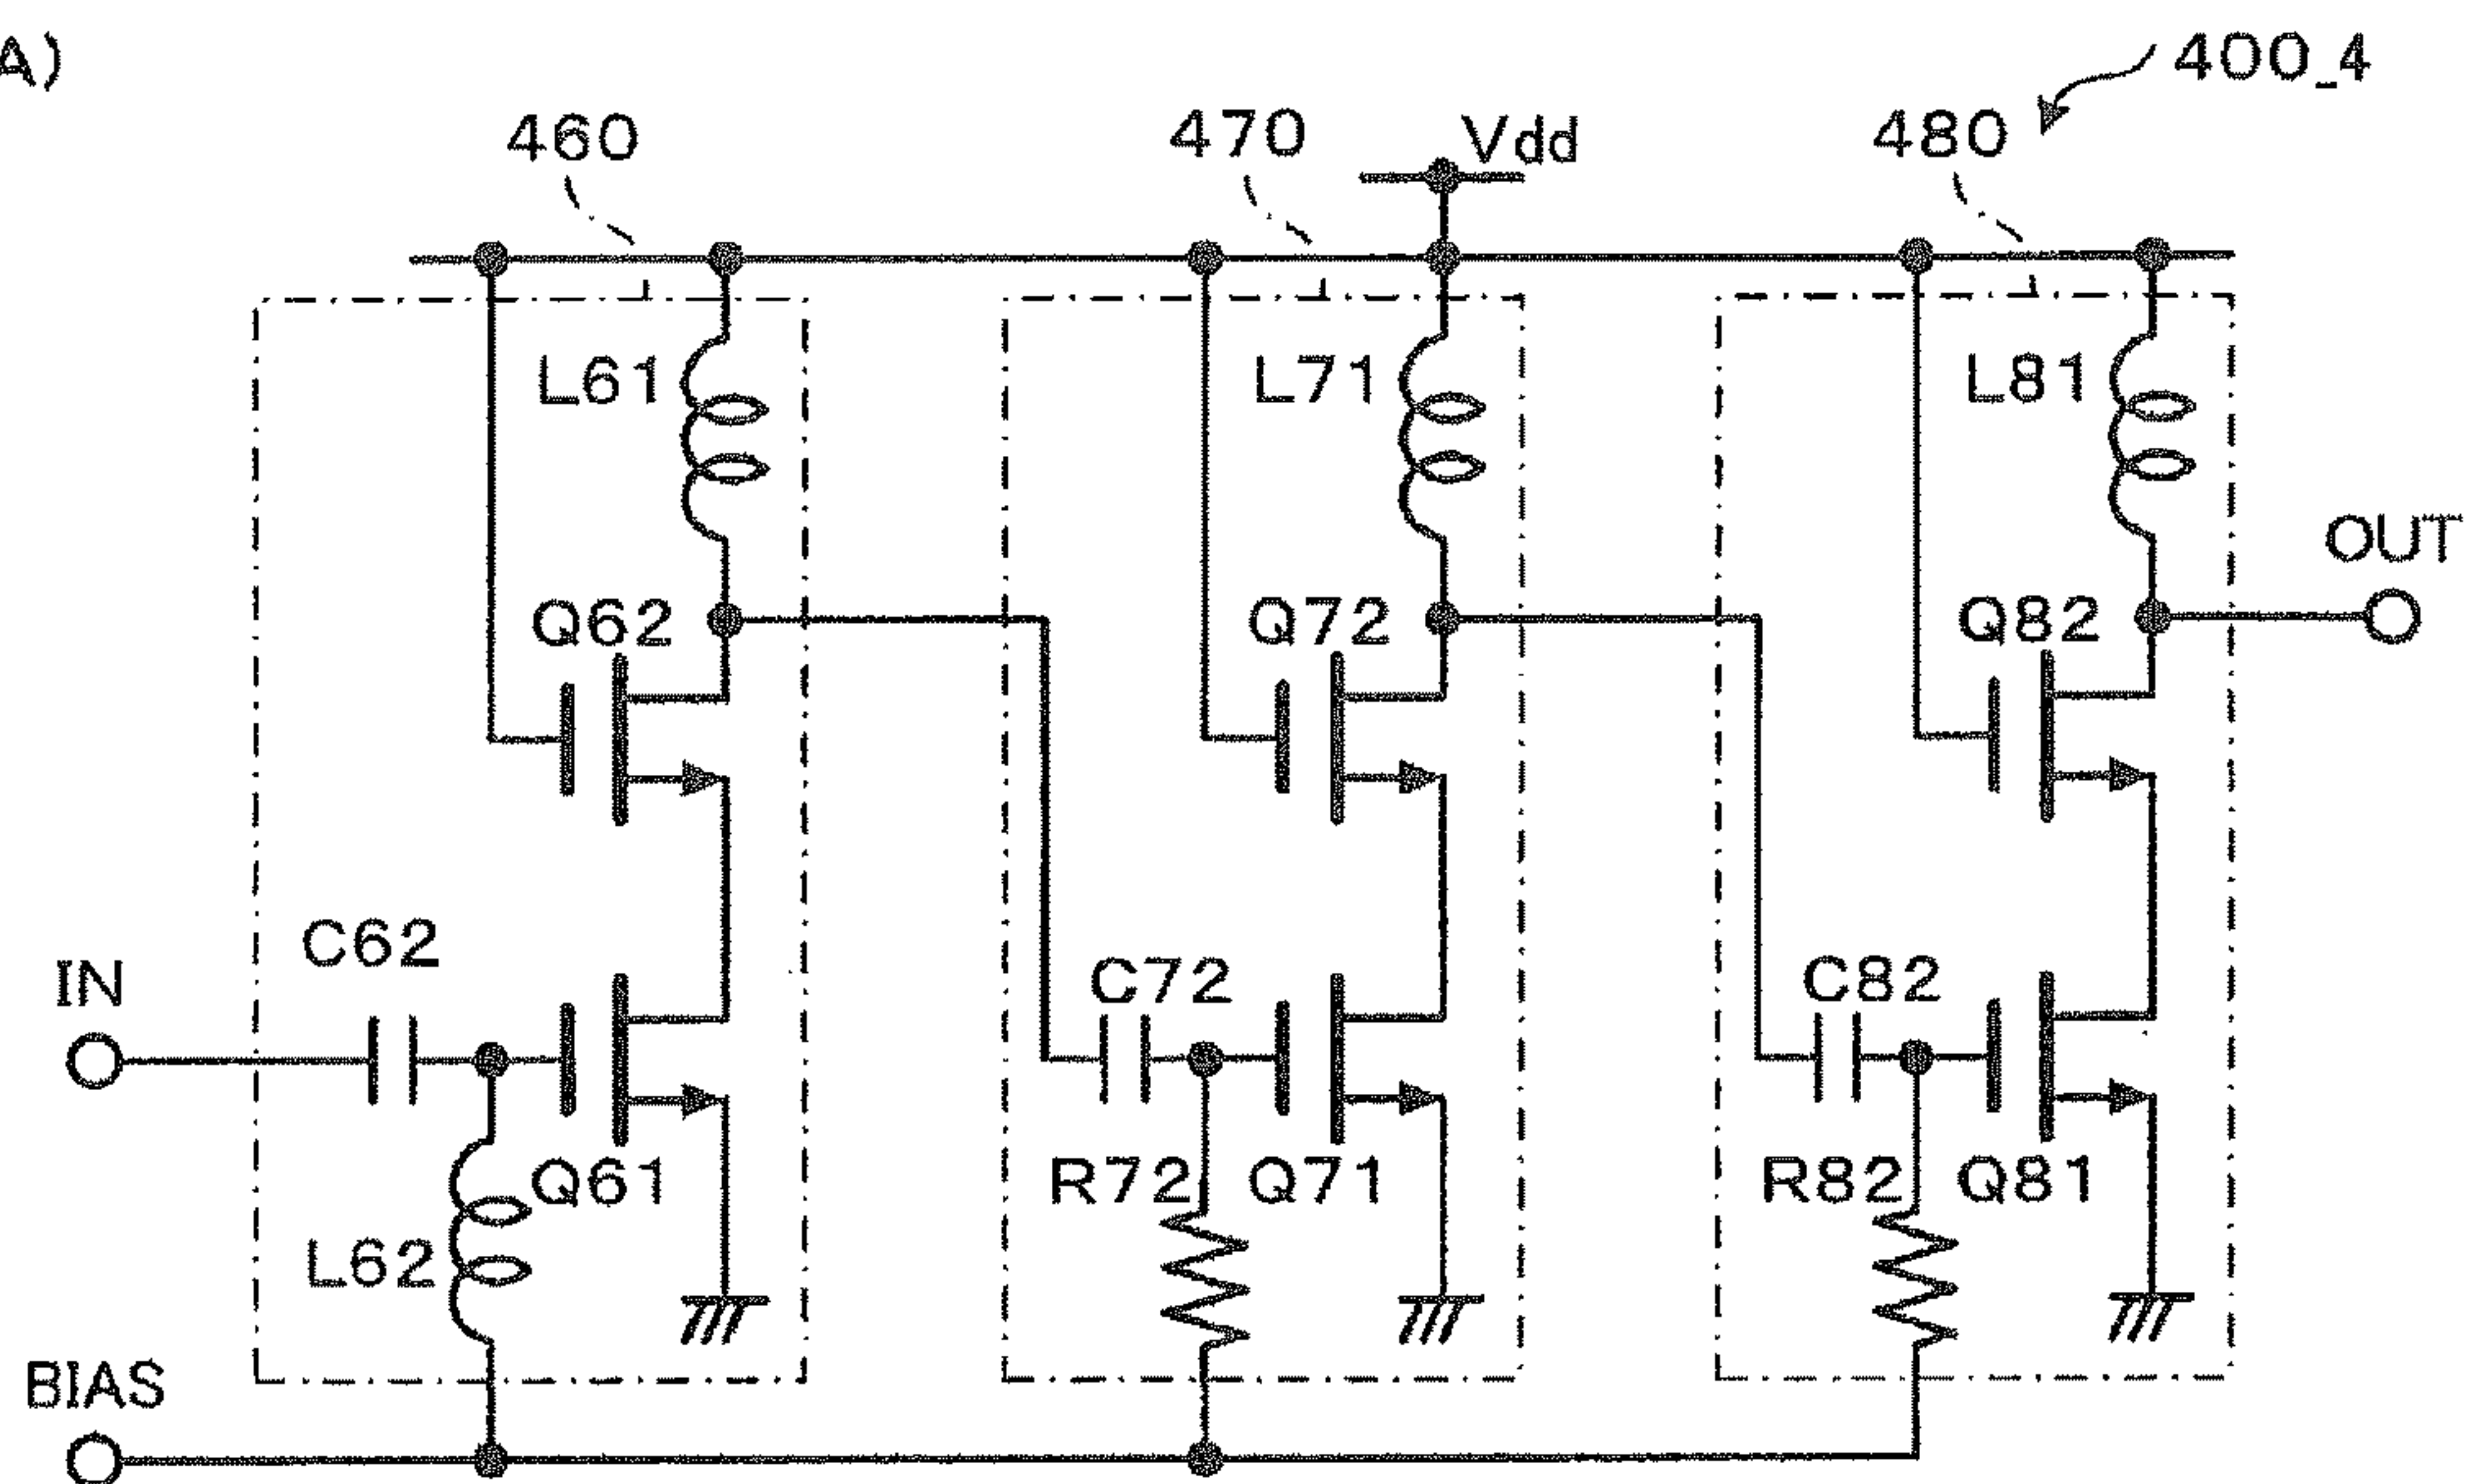 A)
400_4
460
470
Vdd
480
L61
L71
L81
OUT
Q62
Q72
Q82
C62
IN
C72
C82
Q61
R72
Q71
R82
Q81
L62
BIAS